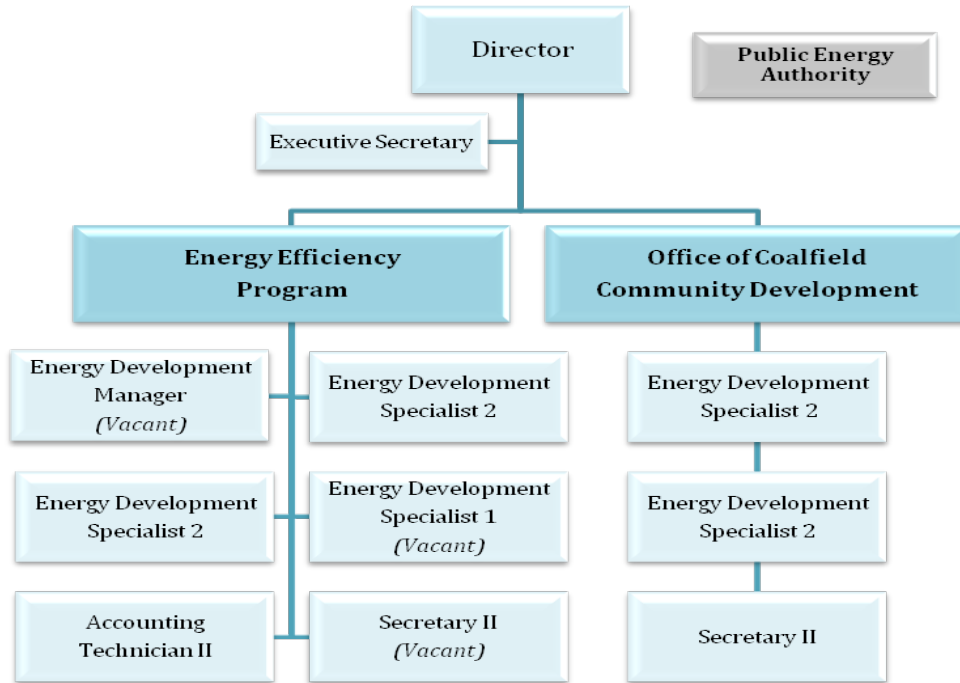 Director
Public Energy
Authority
Executive Secretary
Energy Efficiency
Program
Office of Coalfield
Community Development
Energy Development
Manager
(Vacant)
Energy Development
Specialist 2
Energy Development
Specialist 2
Energy Development
Specialist 2
Energy Development
Specialist 1
(Vacant)
Energy Development
Specialist 2
Accounting
Technician II
Secretary II
(Vacant)
Secretary II